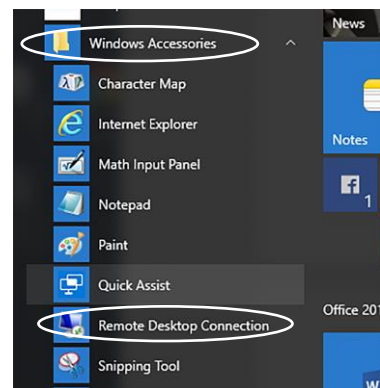 Windows Accessories
Character Map
Internet Explorer
Math Input Panel
Notepad
Paint
Quick Assist
Remote Desktop Connection
Snipping Tool
News
Notes
1
Office 201
W